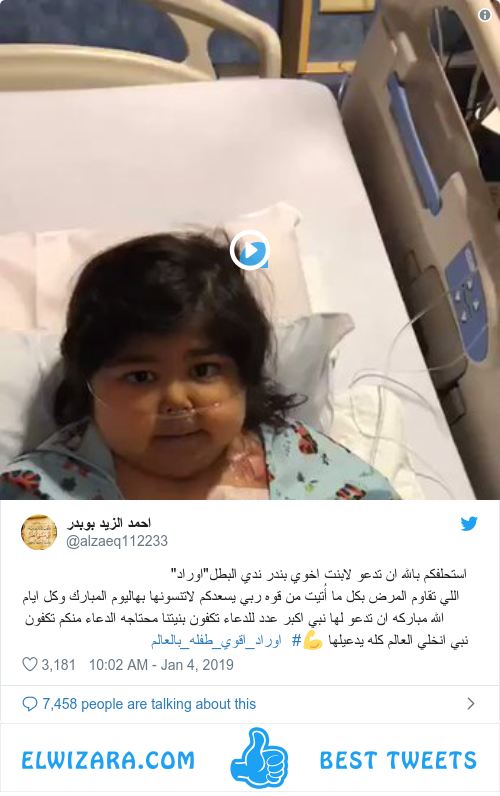 احمد الزيد بوبدر
@alzaeq112233
استحلفكم بالله ان تدعو لابنت اخوي بندر ندي البطل"اوراد"
اللي تقاوم المرض بكل ما أُتيت من قوه ربي يسعدكم لاتنسونها بهاليوم المبارك وكل ايام
الله مباركه ان تدعو لها نبي اكبر عدد للدعاء تكفون بنيتنا محتاجه الدعاء منكم تكفون
نبي انخلي العالم كله يدعيلها 💪 #اوراد_اقوي_طفله_بالعالم
3,181 10:02 AM - Jan 4, 2019
7,458 people are talking about this
ELWIZARA.COM BEST TWEETS